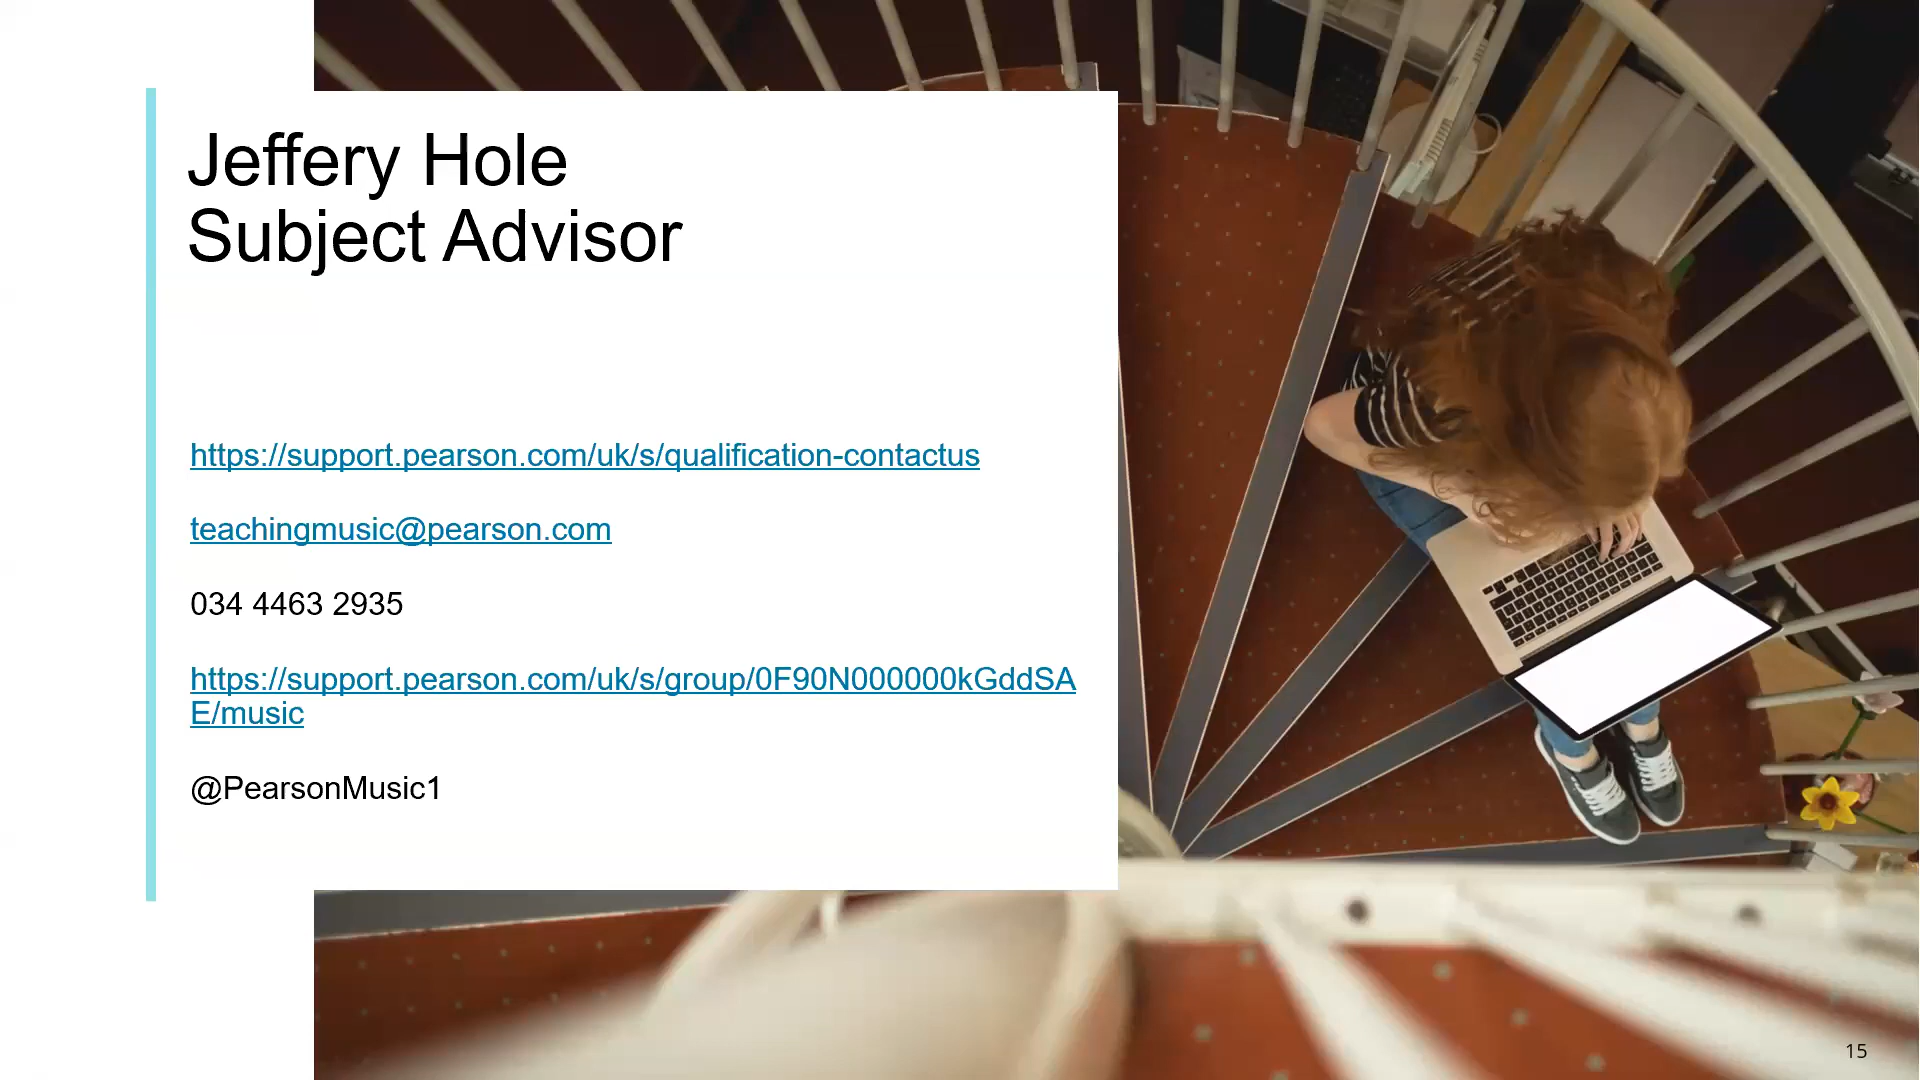 Jeffery Hole
Subject Advisor
https://support.pearson.com/uk/s/qualification-contactus
teachingmusic@pearson.com
034 4463 2935
https://support.pearson.com/uk/s/group/0F90N000000kGddSA
E/music
@PearsonMusic1
15